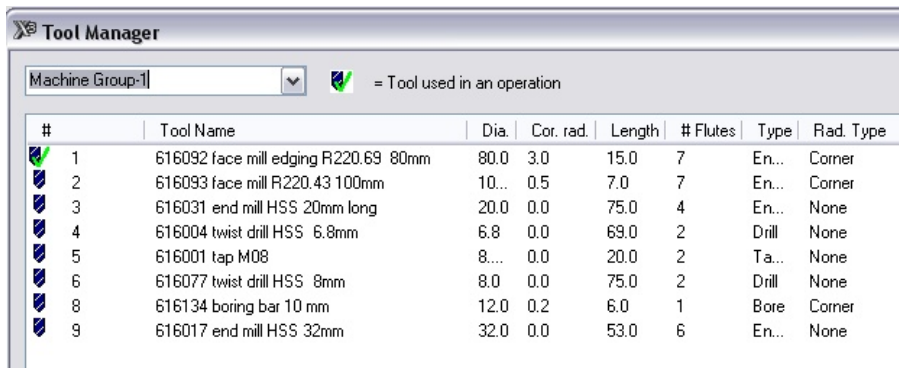 Tool Manager
Machine Group-1
= Tool used in an operation
# Tool Name Dia. Cor. rad. Length # Flutes Type Rad. Type
1 616092 face mill edging R220.69 80mm 80.0 3.0 15.0 7 En... Corner
2 616093 face mill R220.43 100mm 10... 0.5 7.0 7 En... Corner
3 616031 end mill HSS 20mm long 20.0 0.0 75.0 4 En... None
4 616004 twist drill HSS 6.8mm 6.8 0.0 69.0 2 Drill None
5 616001 tap M08 8.... 0.0 20.0 2 Ta... None
6 616077 twist drill HSS 8mm 8.0 0.0 75.0 2 Drill None
8 616134 boring bar 10 mm 12.0 0.2 6.0 1 Bore Corner
9 616017 end mill HSS 32mm 32.0 0.0 53.0 6 En... None